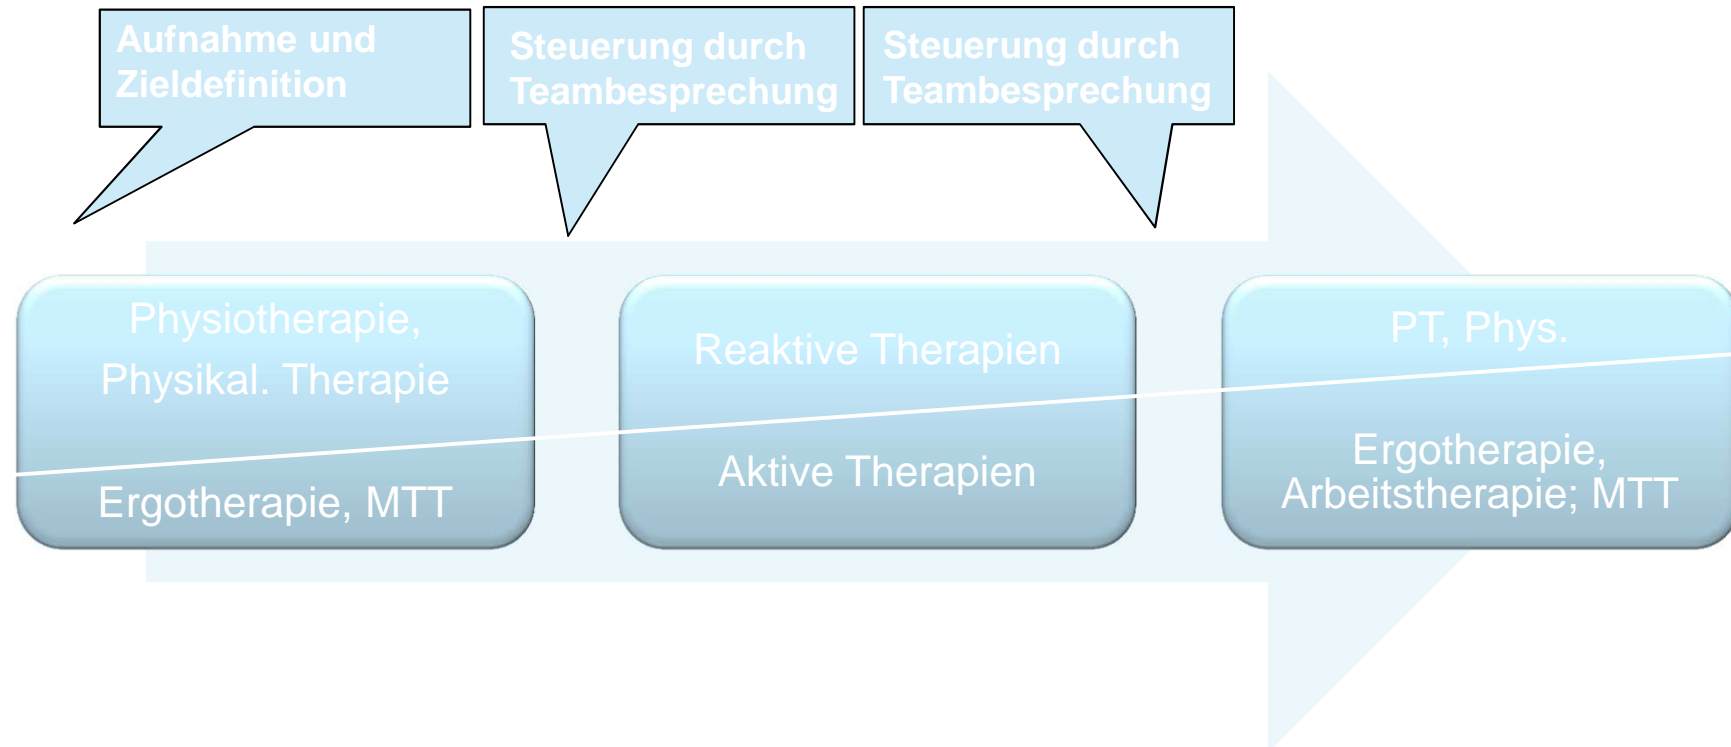 Aufnahme und
Zieldefinition
Steuerung durch
Teambesprechung
Steuerung durch
Teambesprechung
Physiotherapie,
Physikal. Therapie
Ergotherapie, MTT
Reaktive Therapien
Aktive Therapien
PT, Phys.
Ergotherapie,
Arbeitstherapie; MTT